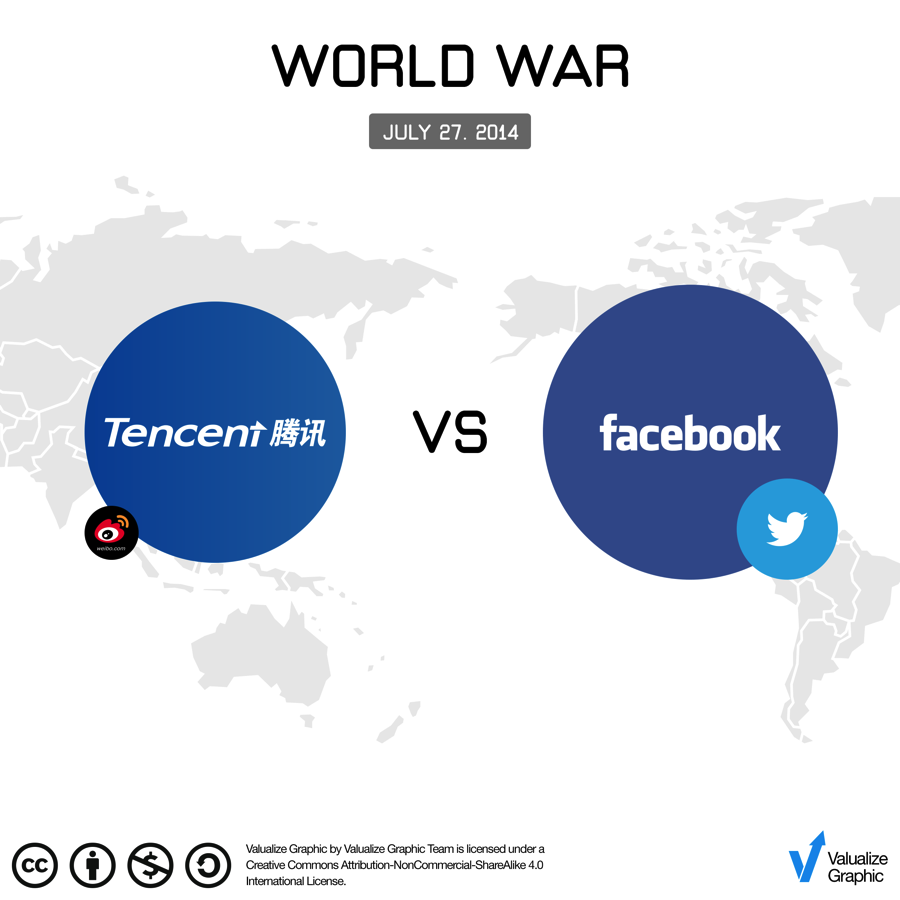 WORLD WAR
JULY 27. 2014
Tencent 腾讯
VS
facebook
weibo.com
cc
Valualize Graphic by Valualize Graphic Team is licensed under a
Creative Commons Attribution-NonCommercial-ShareAlike 4.0
International License.
Valualize
Graphic